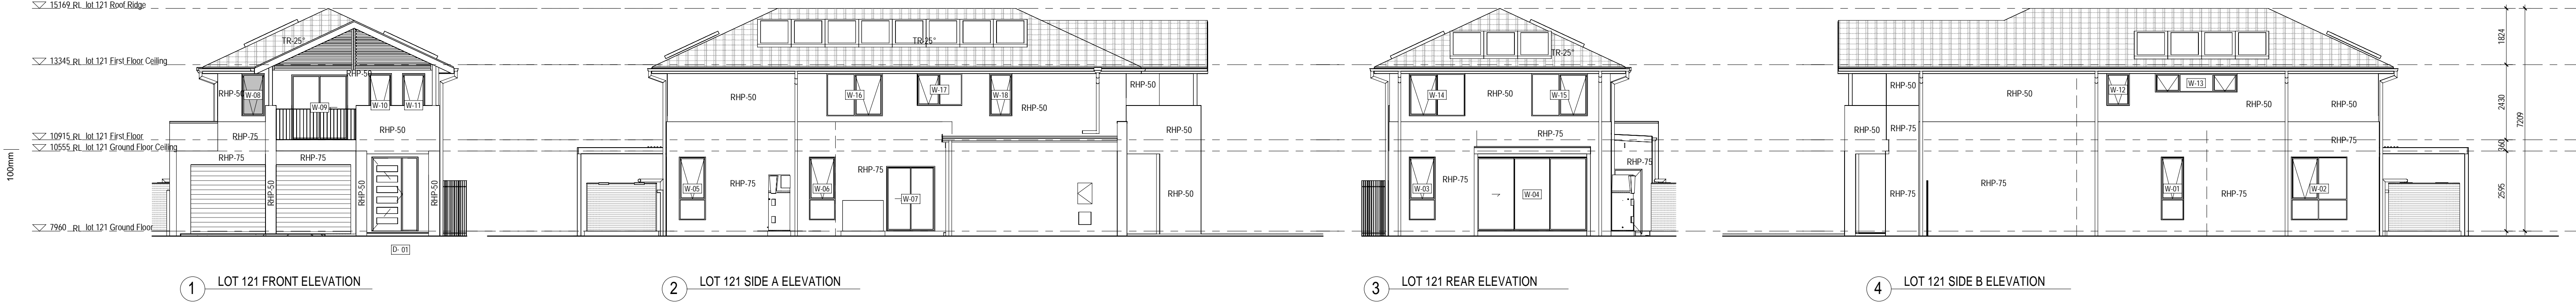 15169 RL lot 121 Roof Ridge
13345 RL lot 121 First Floor Ceiling
10915 RL lot 121 First Floor
10555 RL lot 121 Ground Floor Ceiling
7960 RL lot 121 Ground Floor
100mm
TR-25°
RHP-50
RHP-50
W-08
W-09
W-10
W-11
RHP-75
RHP-50
RHP-75
RHP-75
RHP-50
RHP-50
RHP-50
D- 01
1
LOT 121 FRONT ELEVATION
TR-25°
RHP-50
W-16
W-17
W-18
RHP-50
RHP-50
RHP-50
W-05
RHP-75
W-06
RHP-75
W-07
RHP-50
2
LOT 121 SIDE A ELEVATION
TR-25°
W-14
RHP-50
W-15
RHP-75
RHP-75
W-03
RHP-75
W-04
3
LOT 121 REAR ELEVATION
RHP-50
RHP-50
W-12
W-13
RHP-50
RHP-50
RHP-50
RHP-75
RHP-75
RHP-75
RHP-75
W-01
RHP-75
W-02
4
LOT 121 SIDE B ELEVATION
1824
2430
360
2595
7209